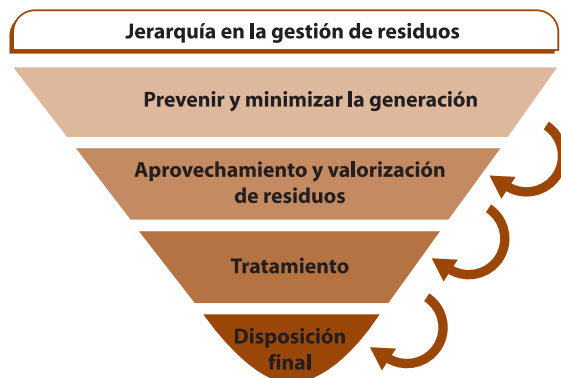 Jerarquía en la gestión de residuos
Prevenir y minimizar la generación
Aprovechamiento y valorización
de residuos
Tratamiento
Disposición
final